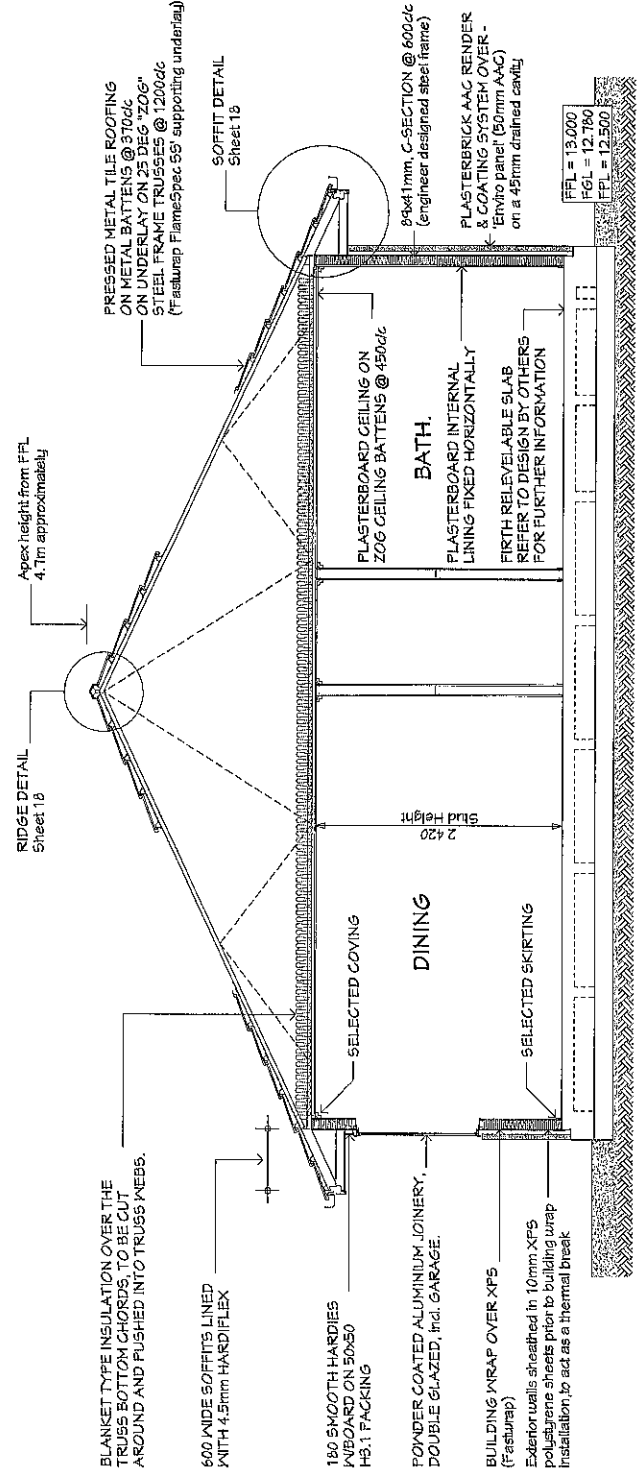 RIDGE DETAIL
Sheet 18
Apex height from FFL
4.7m approximately
PRESSED METAL TILE ROOFING
ON METAL BATTENS @ 370c/c
ON UNDERLAY ON 25 DEG "ZOG"
STEEL FRAME TRUSSES @ 1200c/c
('Fastwrap FlameSpec SS' supporting underlay)
SOFFIT DETAIL
Sheet 18
BLANKET TYPE INSULATION OVER THE
TRUSS BOTTOM CHORDS, TO BE CUT
AROUND AND PUSHED INTO TRUSS WEBS.
600 WIDE SOFFITS LINED
WITH 4.5mm HARDIFLEX
180 SMOOTH HARDIES
W/BOARD ON 50x50
H3.1 PACKING
POWDER COATED ALUMINIUM JOINERY,
DOUBLE GLAZED, incl. GARAGE.
BUILDING WRAP OVER XPS
(Fastwrap)
Exterior walls sheathed in 10mm XPS
polystyrene sheets prior to building wrap
installation, to act as a thermal break
SELECTED COVING
DINING
SELECTED SKIRTING
2 420
Stud Height
PLASTERBOARD CEILING ON
ZOG CEILING BATTENS @ 450c/c
BATH.
PLASTERBOARD INTERNAL
LINING FIXED HORIZONTALLY
FIRTH RELEVELABLE SLAB
REFER TO DESIGN BY OTHERS
FOR FURTHER INFORMATION
89x41mm, C-SECTION @ 600c/c
(engineer designed steel frame)
PLASTERBRICK AAC RENDER
& COATING SYSTEM OVER -
'Enviro panel' (50mm AAC)
on a 45mm drained cavity
FFL = 13.000
FGL = 12.780
FPL = 12.500